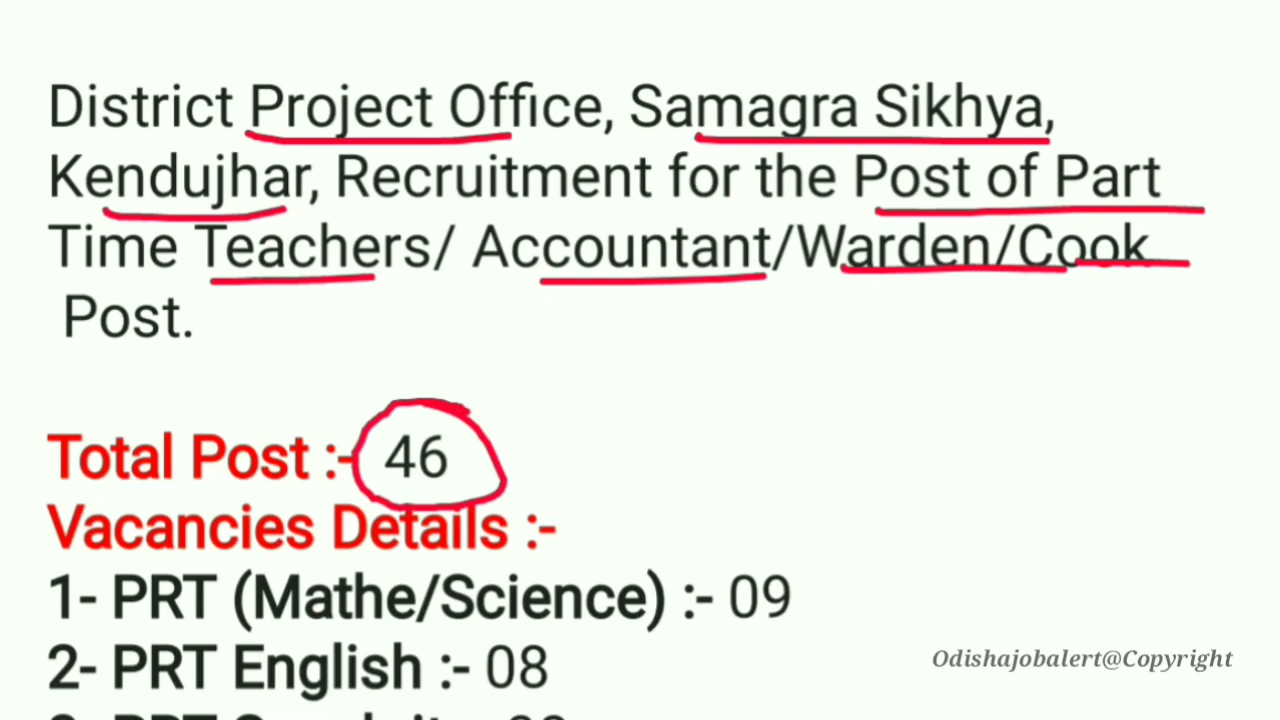 District Project Office, Samagra Sikhya,
Kendujhar, Recruitment for the Post of Part
Time Teachers/ Accountant/Warden/Cook
Post.
Total Post :- 46
Vacancies Details :-
1- PRT (Mathe/Science) :- 09
2- PRT English :- 08
Odishajobalert@Copyright